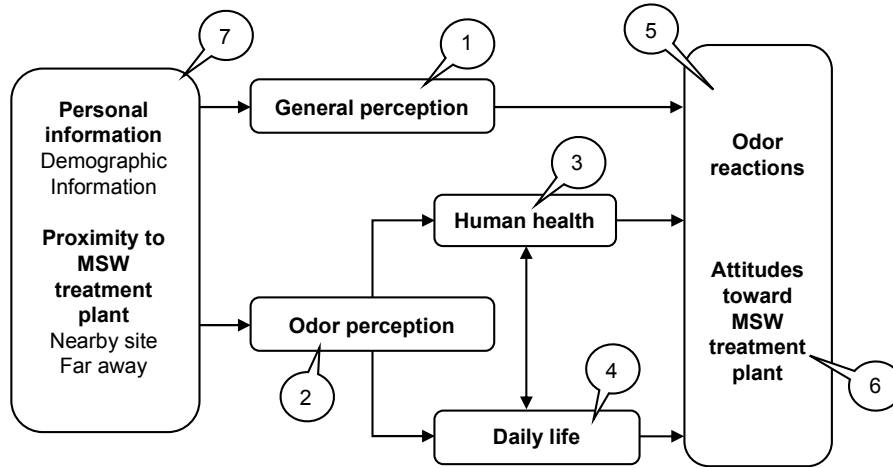 7
Personal
information
Demographic
Information
Proximity to
MSW
treatment
plant
Nearby site
Far away
1
General perception
3
Human health
Odor perception
2
4
Daily life
5
Odor
reactions
Attitudes
toward
MSW
treatment
plant
6